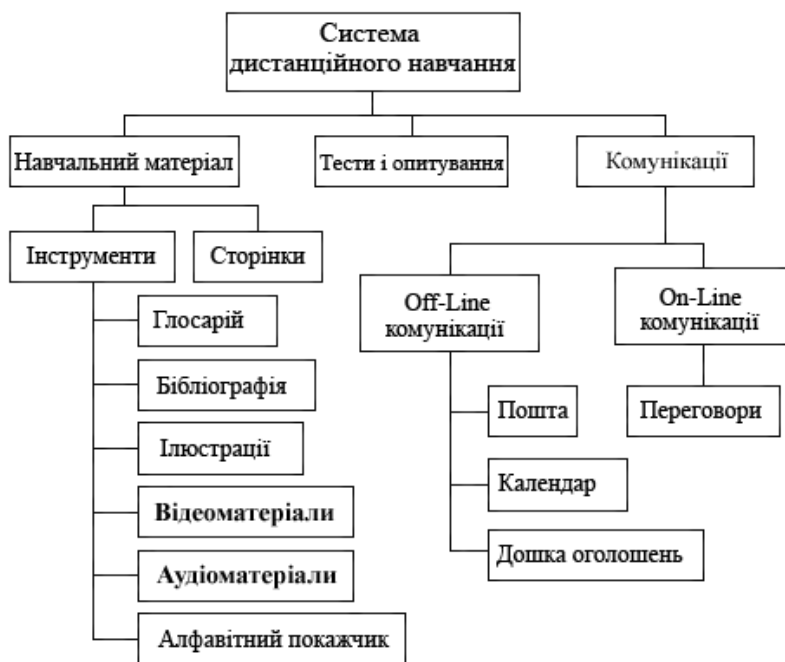 Система
дистанційного навчання
Навчальний матеріал
Тести і опитування
Комунікації
Інструменти
Сторінки
Глосарій
Бібліографія
Ілюстрації
Відеоматеріали
Аудіоматеріали
Алфавітний покажчик
Off-Line
комунікації
On-Line
комунікації
Пошта
Календар
Дошка оголошень
Переговори